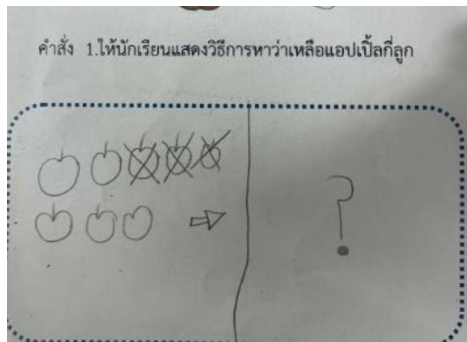 คำสั่ง 1.ให้นักเรียนแสดงวิธีการหาว่าเหลือแอปเปิ้ลกี่ลูก
?